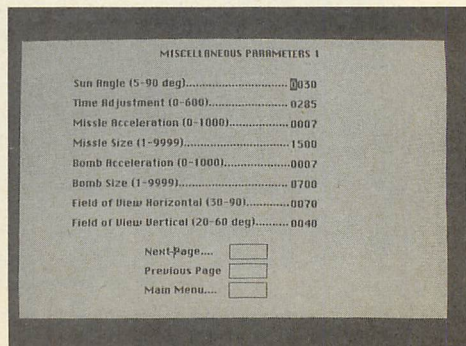 MISCELLANEOUS PARAMETERS 1
Sun Angle (5-90 deg)............................. 0030
Time Adjustment (0-600)........................ 0285
Missle Acceleration (0-1000)................. 0007
Missle Size (1-9999)............................. 1500
Bomb Acceleration (0-1000)................... 0007
Bomb Size (1-9999)............................... 0700
Field of View Horizontal (30-90)............. 0070
Field of View Vertical (20-60 deg).......... 0040
Next Page....
Previous Page
Main Menu....